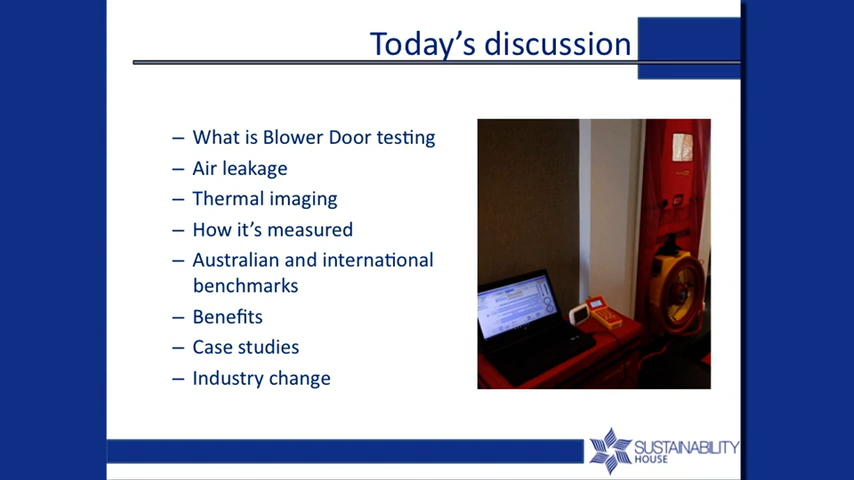 Today's discussion
– What is Blower Door testing
– Air leakage
– Thermal imaging
– How it's measured
– Australian and international
benchmarks
– Benefits
– Case studies
– Industry change
SUSTAINABILITY
HOUSE